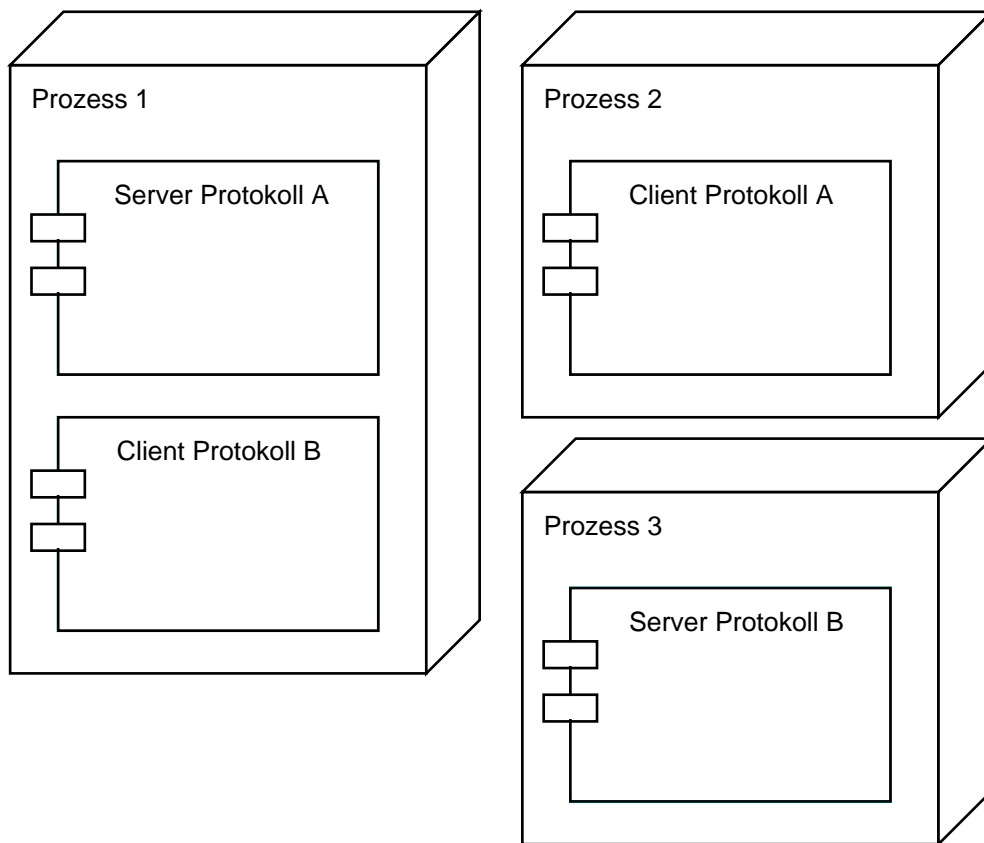 Prozess 1
Server Protokoll A
Client Protokoll B
Prozess 2
Client Protokoll A
Prozess 3
Server Protokoll B